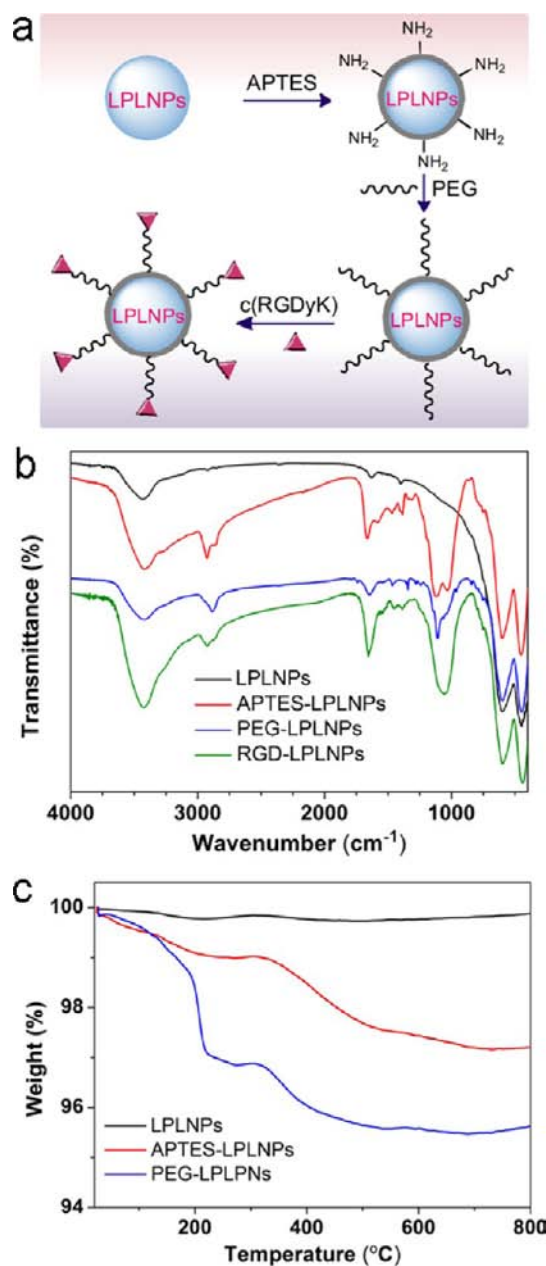 a
LPLNPs
APTES
NH2
NH2
NH2
LPLNPs
NH2
NH2
NH2
PEG
LPLNPs
c(RGDyK)
LPLNPs
b
Transmittance (%)
LPLNPs
APTES-LPLNPs
PEG-LPLNPs
RGD-LPLNPs
4000 3000 2000 1000
Wavenumber (cm-1)
c
100
98
96
94
Weight (%)
LPLNPs
APTES-LPLNPs
PEG-LPLPNs
200 400 600 800
Temperature (ºC)